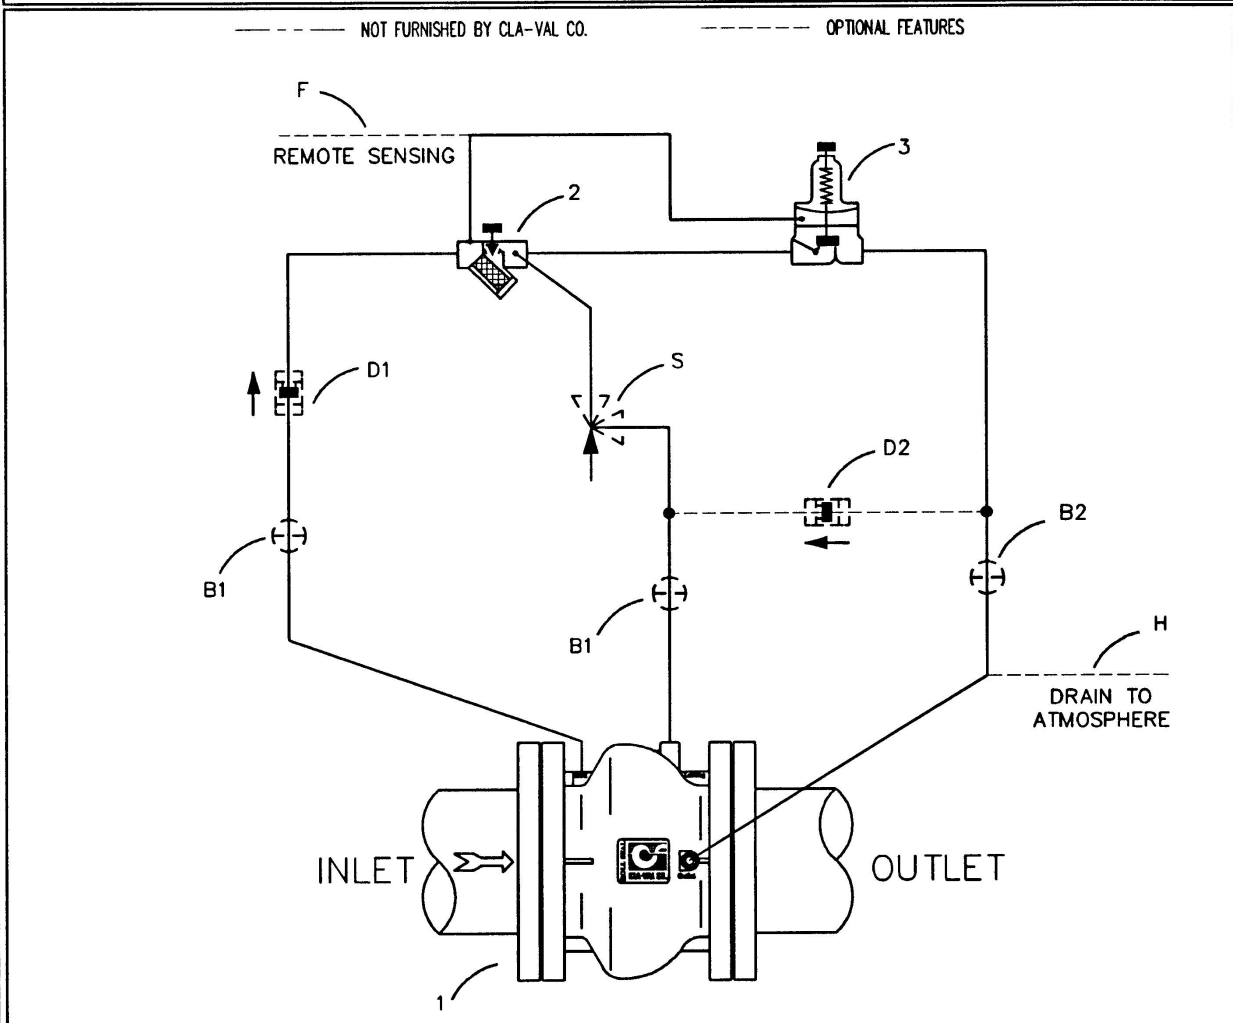 NOT FURNISHED BY CLA-VAL CO.
OPTIONAL FEATURES
F
REMOTE SENSING
3
2
D1
S
D2
B2
B1
B1
H
DRAIN TO
ATMOSPHERE
INLET
OUTLET
1